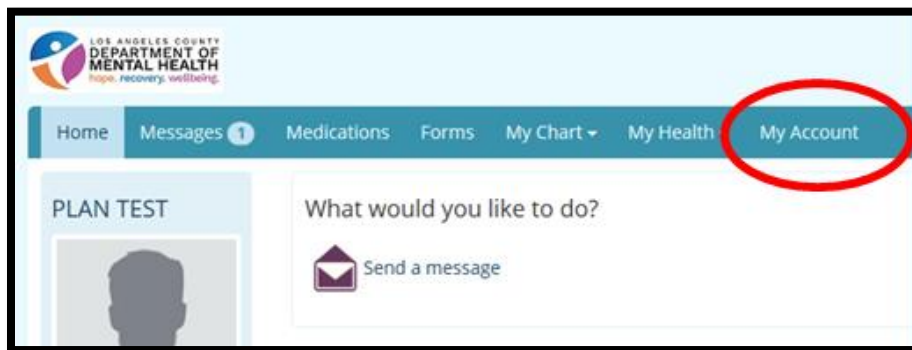 LOS ANGELES COUNTY
DEPARTMENT OF
MENTAL HEALTH
hope. recovery. wellbeing.
Home Messages 1 Medications Forms My Chart My Health My Account
PLAN TEST
What would you like to do?
Send a message